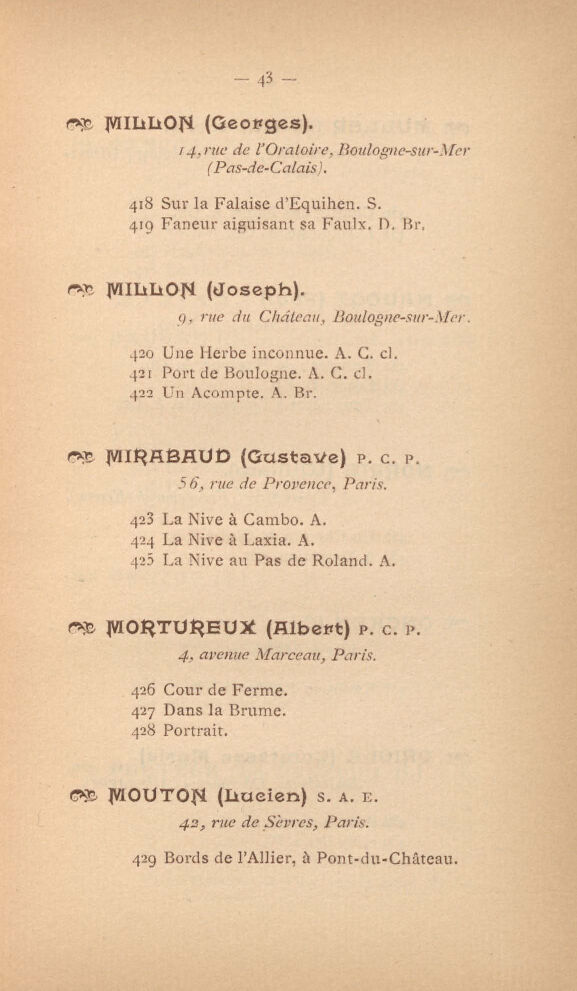 — 43 —
MILLON (Georges).
14, rue de l'Oratoire, Boulogne-sur-Mer
(Pas-de-Calais).
418 Sur la Falaise d'Equihen. S.
419 Faneur aiguisant sa Faulx. D. Br.
MILLON (Joseph).
9, rue du Château, Boulogne-sur-Mer.
420 Une Herbe inconnue. A. C. cl.
421 Port de Boulogne. A. C. cl.
422 Un Acompte. A. Br.
MIRABAUD (Gustave) P. C. P.
56, rue de Provence, Paris.
423 La Nive à Cambo. A.
424 La Nive à Laxia. A.
425 La Nive au Pas de Roland. A.
MORTUREUX (Albert) P. C. P.
4, avenue Marceau, Paris.
426 Cour de Ferme.
427 Dans la Brume.
428 Portrait.
MOUTON (Lucien) S. A. E.
42, rue de Sèvres, Paris.
429 Bords de l'Allier, à Pont-du-Château.